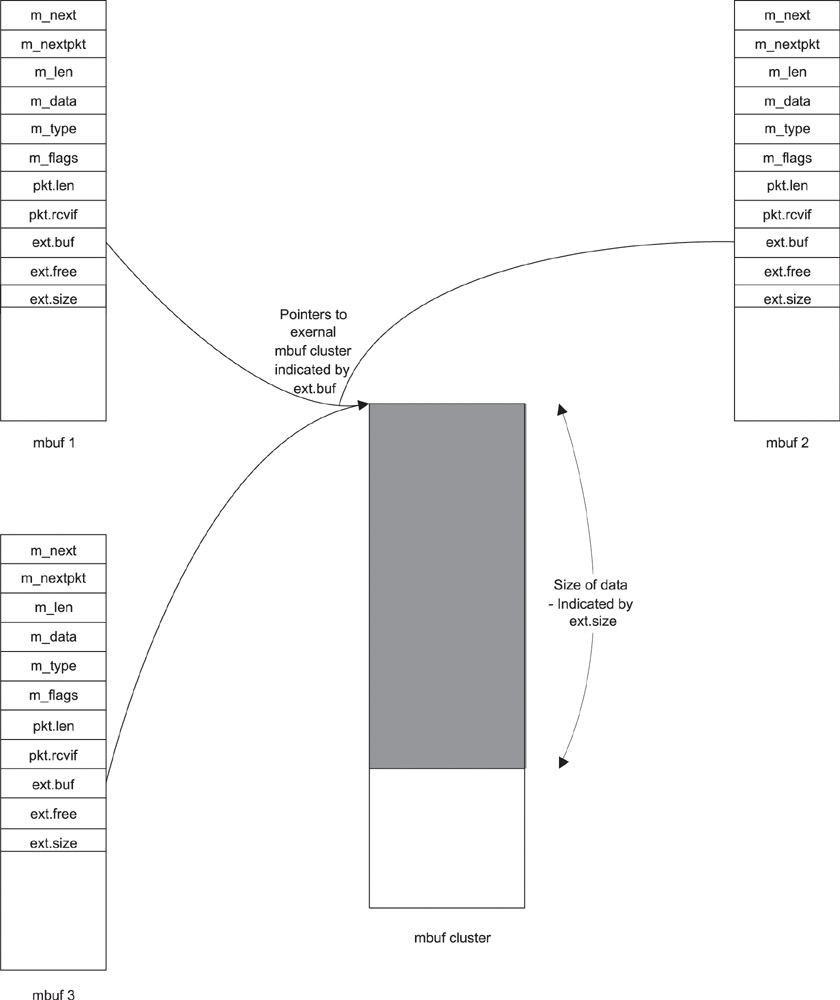 m_next
m_nextpkt
m_len
m_data
m_type
m_flags
pkt.len
pkt.rcvif
ext.buf
ext.free
ext.size
mbuf 1
m_next
m_nextpkt
m_len
m_data
m_type
m_flags
pkt.len
pkt.rcvif
ext.buf
ext.free
ext.size
mbuf 2
Pointers to
exernal
mbuf cluster
indicated by
ext.buf
m_next
m_nextpkt
m_len
m_data
m_type
m_flags
pkt.len
pkt.rcvif
ext.buf
ext.free
ext.size
mbuf 3
Size of data
- Indicated by
ext.size
mbuf cluster